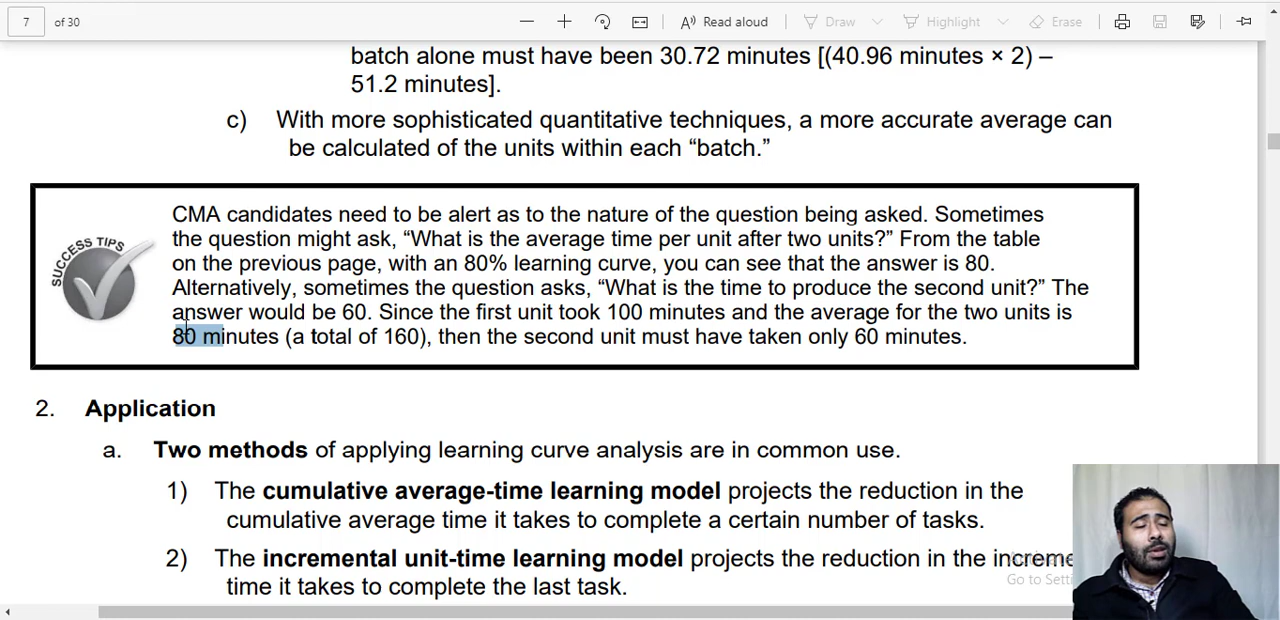 7 of 30
Read aloud
Draw
Highlight
Erase
batch alone must have been 30.72 minutes [(40.96 minutes × 2) –
51.2 minutes].
c) With more sophisticated quantitative techniques, a more accurate average can
be calculated of the units within each “batch.”
SUCCESS TIPS
CMA candidates need to be alert as to the nature of the question being asked. Sometimes
the question might ask, “What is the average time per unit after two units?” From the table
on the previous page, with an 80% learning curve, you can see that the answer is 80.
Alternatively, sometimes the question asks, “What is the time to produce the second unit?” The
answer would be 60. Since the first unit took 100 minutes and the average for the two units is
80 minutes (a total of 160), then the second unit must have taken only 60 minutes.
2. Application
a. Two methods of applying learning curve analysis are in common use.
1) The cumulative average-time learning model projects the reduction in the
cumulative average time it takes to complete a certain number of tasks.
2) The incremental unit-time learning model projects the reduction in the increme
time it takes to complete the last task.
Go to Setti